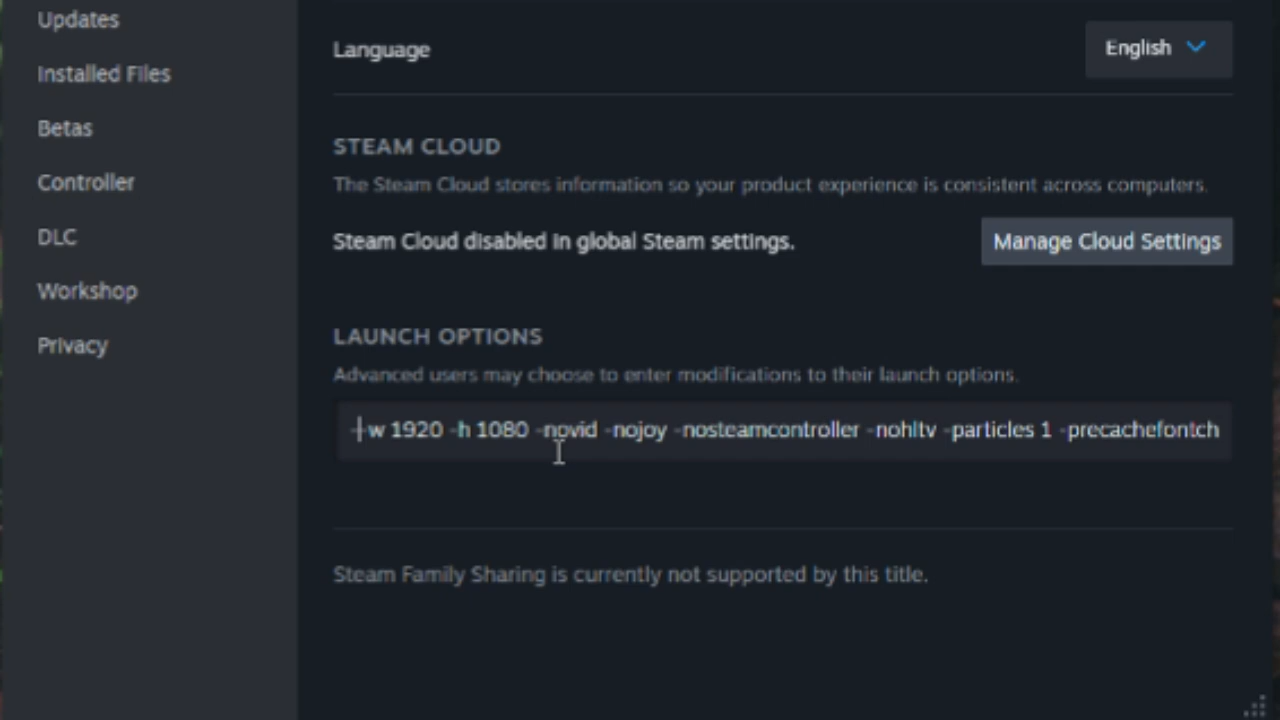 Updates
Installed Files
Betas
Controller
DLC
Workshop
Privacy
Language
English
STEAM CLOUD
The Steam Cloud stores information so your product experience is consistent across computers.
Steam Cloud disabled in global Steam settings.
Manage Cloud Settings
LAUNCH OPTIONS
Advanced users may choose to enter modifications to their launch options.
-w 1920 -h 1080 -novid -nojoy -nosteamcontroller -nohltv -particles 1 -precachefontch
Steam Family Sharing is currently not supported by this title.